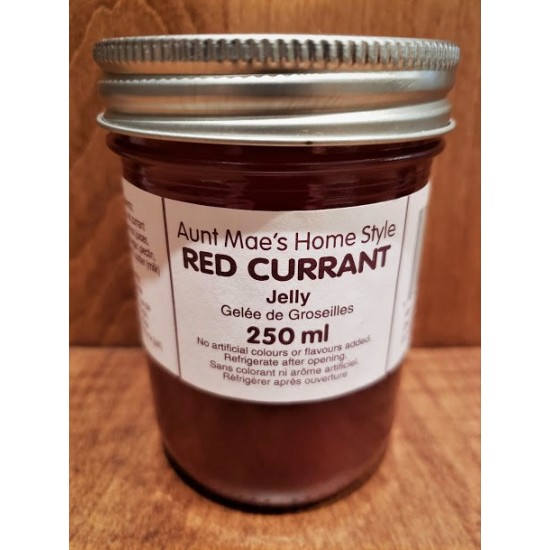 Aunt Mae's Home Style
RED CURRANT
Jelly
Gelée de Groseilles
250 ml
No artificial colours or flavours added.
Refrigerate after opening.
Sans colorant ni arôme artificiel.
Réfrigérer après ouverture